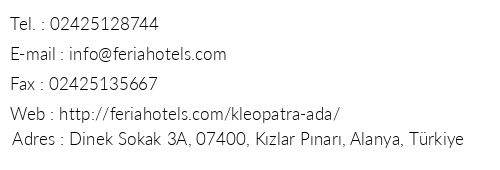 Tel. : 02425128744
E-mail : info@feriahotels.com
Fax : 02425135667
Web : http://feriahotels.com/kleopatra-ada/
Adres : Dinek Sokak 3A, 07400, Kızlar Pınarı, Alanya, Türkiye